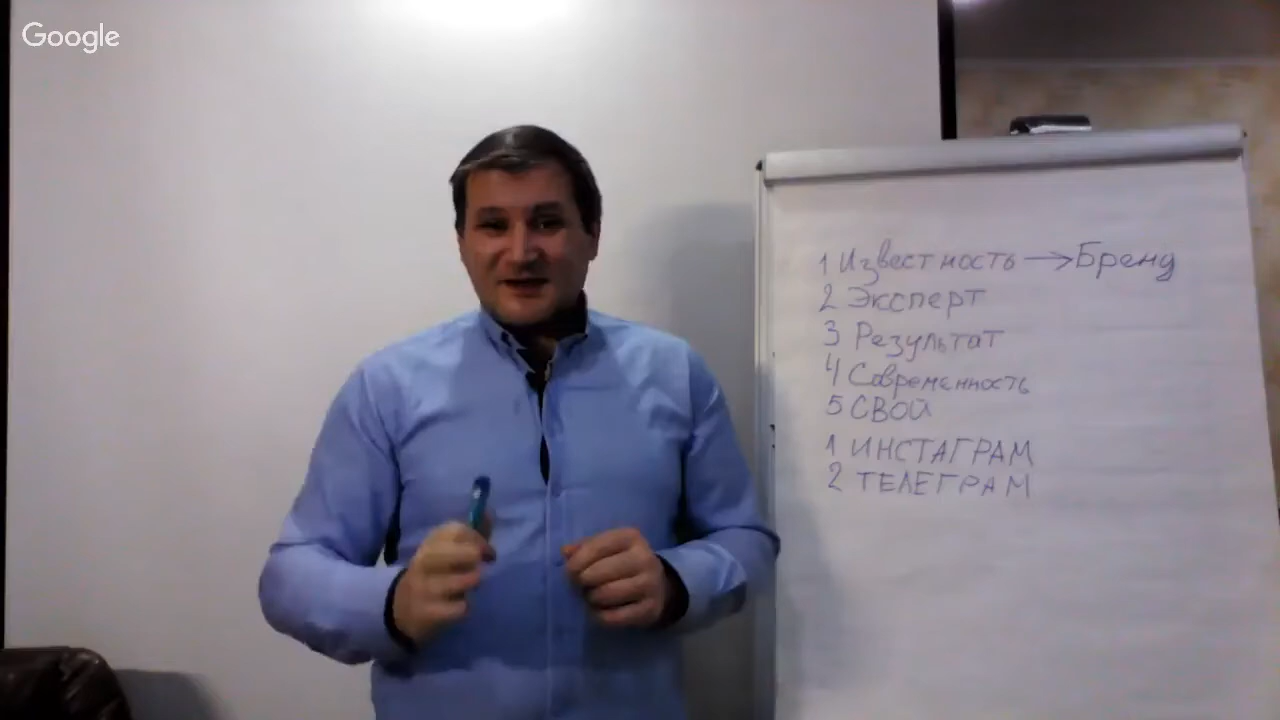 Google
1 Известность → Бренд
2 Эксперт
3 Результат
4 Современность
5 СВОЙ
1 ИНСТАГРАМ
2 ТЕЛЕГРАМ